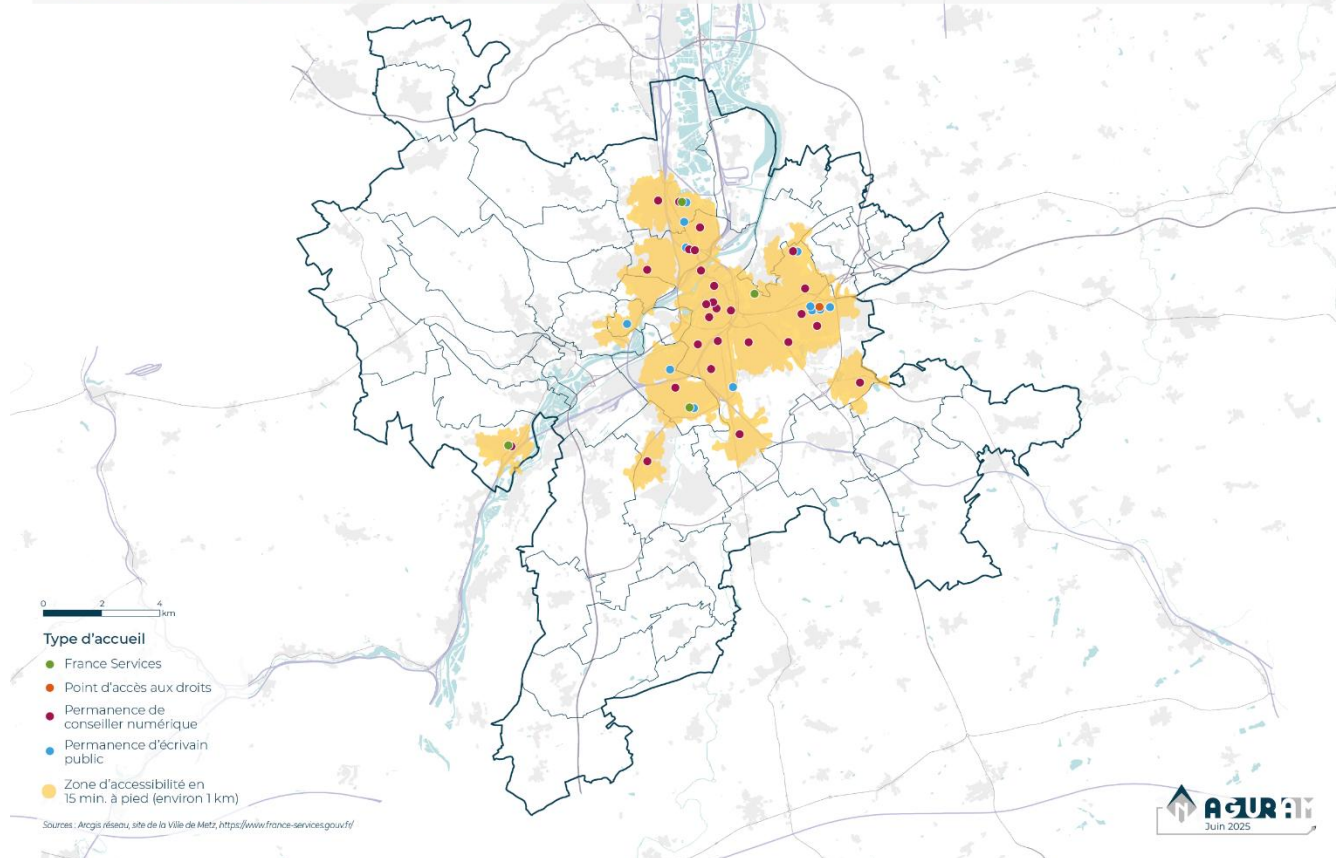 0 2 4
km
Type d'accueil
France Services
Point d'accès aux droits
Permanence de
conseiller numérique
Permanence d'écrivain
public
Zone d'accessibilité en
15 min. à pied (environ 1 km)
Sources : Arcgis réseau, site de la Ville de Metz, https://www.france-services.gouv.fr/
N
AGURAM
Juin 2025